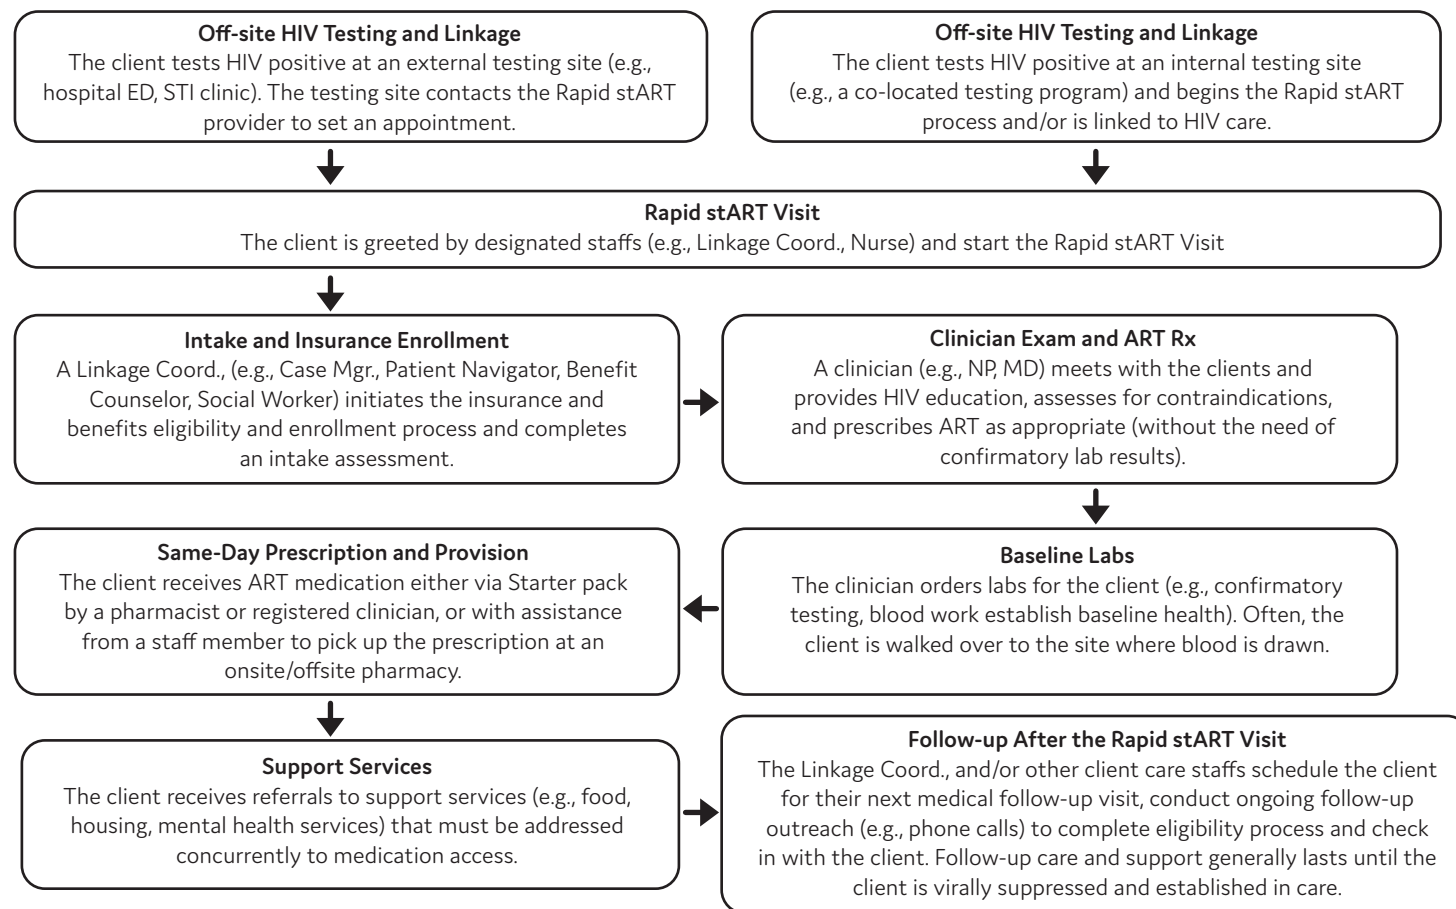 Off-site HIV Testing and Linkage
The client tests HIV positive at an external testing site (e.g.,
hospital ED, STI clinic). The testing site contacts the Rapid stART
provider to set an appointment.
Off-site HIV Testing and Linkage
The client tests HIV positive at an internal testing site
(e.g., a co-located testing program) and begins the Rapid stART
process and/or is linked to HIV care.
Rapid stART Visit
The client is greeted by designated staffs (e.g., Linkage Coord., Nurse) and start the Rapid stART Visit
Intake and Insurance Enrollment
A Linkage Coord., (e.g., Case Mgr., Patient Navigator, Benefit
Counselor, Social Worker) initiates the insurance and
benefits eligibility and enrollment process and completes
an intake assessment.
Clinician Exam and ART Rx
A clinician (e.g., NP, MD) meets with the clients and
provides HIV education, assesses for contraindications,
and prescribes ART as appropriate (without the need of
confirmatory lab results).
Baseline Labs
The clinician orders labs for the client (e.g., confirmatory
testing, blood work establish baseline health). Often, the
client is walked over to the site where blood is drawn.
Same-Day Prescription and Provision
The client receives ART medication either via Starter pack
by a pharmacist or registered clinician, or with assistance
from a staff member to pick up the prescription at an
onsite/offsite pharmacy.
Support Services
The client receives referrals to support services (e.g., food,
housing, mental health services) that must be addressed
concurrently to medication access.
Follow-up After the Rapid stART Visit
The Linkage Coord., and/or other client care staffs schedule the client
for their next medical follow-up visit, conduct ongoing follow-up
outreach (e.g., phone calls) to complete eligibility process and check
in with the client. Follow-up care and support generally lasts until the
client is virally suppressed and established in care.